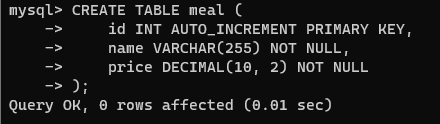 mysql> CREATE TABLE meal (
    ->     id INT AUTO_INCREMENT PRIMARY KEY,
    ->     name VARCHAR(255) NOT NULL,
    ->     price DECIMAL(10, 2) NOT NULL
    -> );
Query OK, 0 rows affected (0.01 sec)